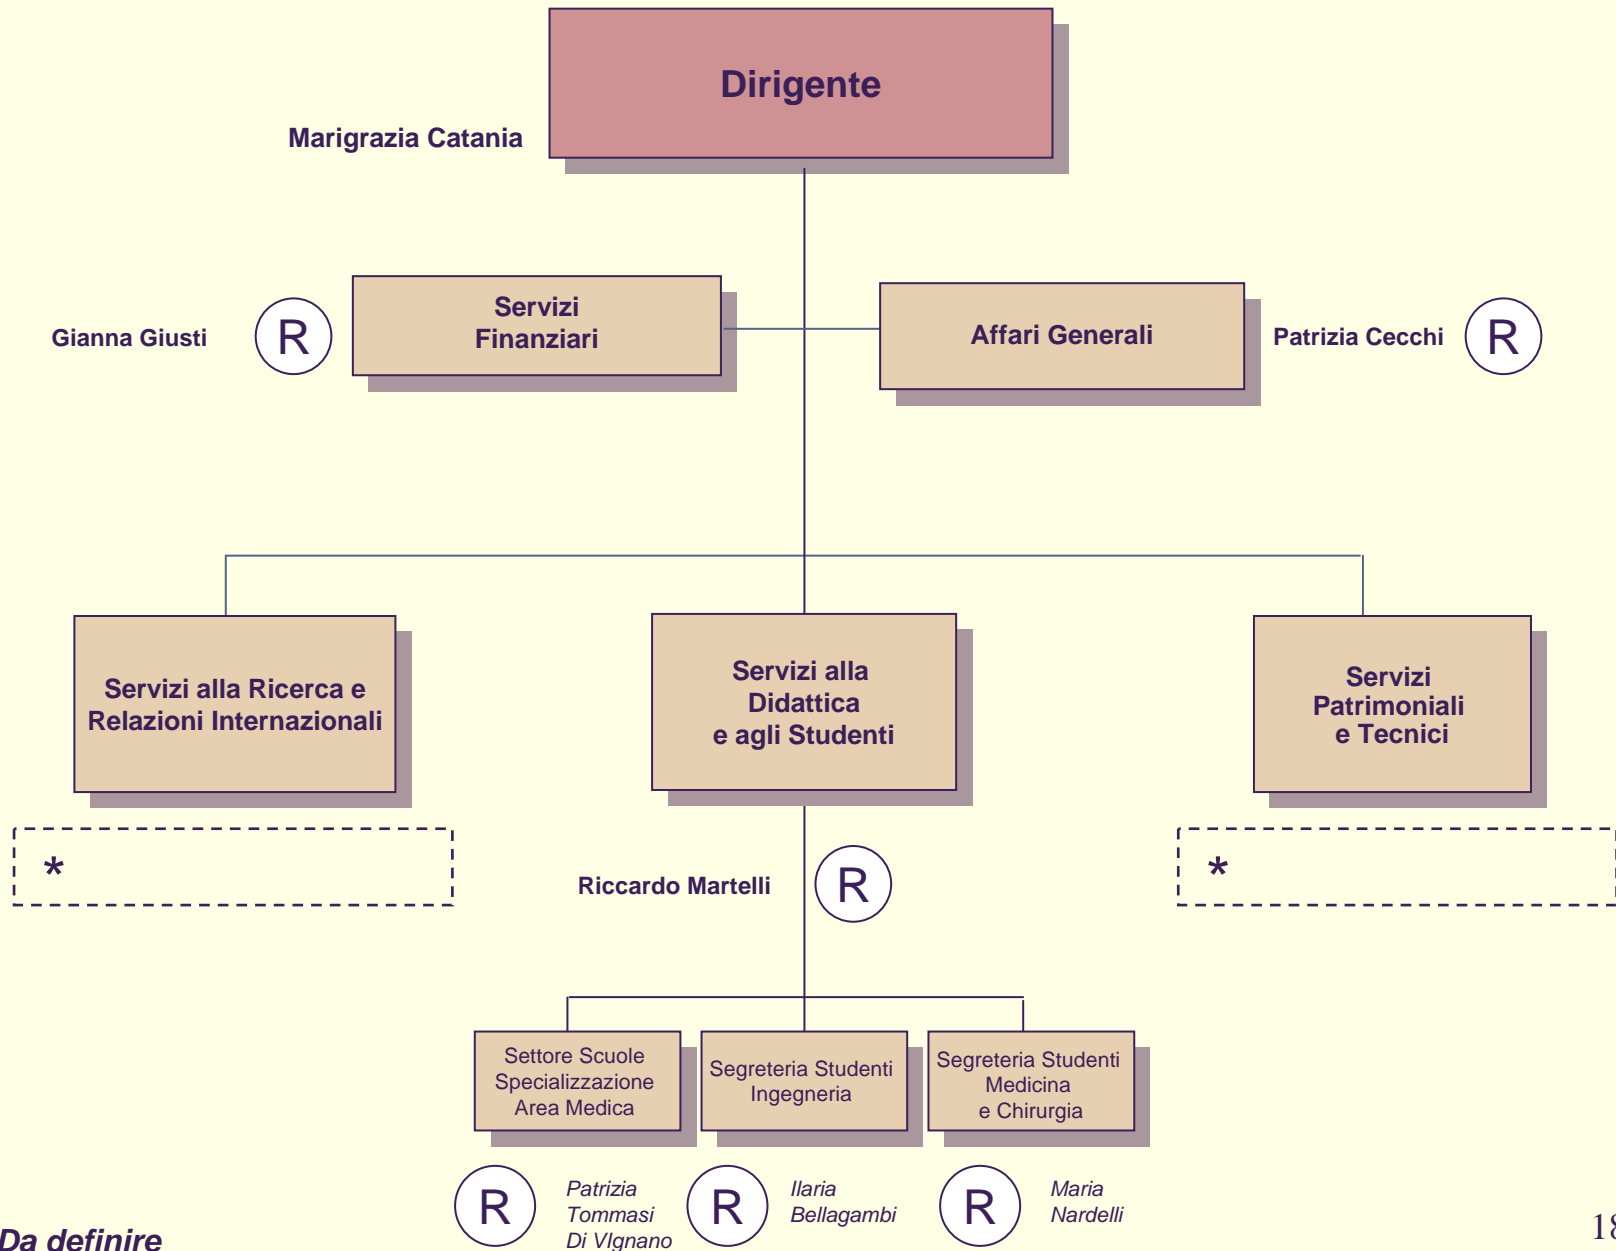 Dirigente
Marigrazia Catania
Servizi
Finanziari
Gianna Giusti
R
Affari Generali
Patrizia Cecchi
R
Servizi alla Ricerca e
Relazioni Internazionali
Servizi alla
Didattica
e agli Studenti
Servizi
Patrimoniali
e Tecnici
*
Riccardo Martelli
R
*
Settore Scuole
Specializzazione
Area Medica
Segreteria Studenti
Ingegneria
Segreteria Studenti
Medicina
e Chirurgia
R
Patrizia
Tommasi
Di VIgnano
R
Ilaria
Bellagambi
R
Maria
Nardelli
Da definire
18